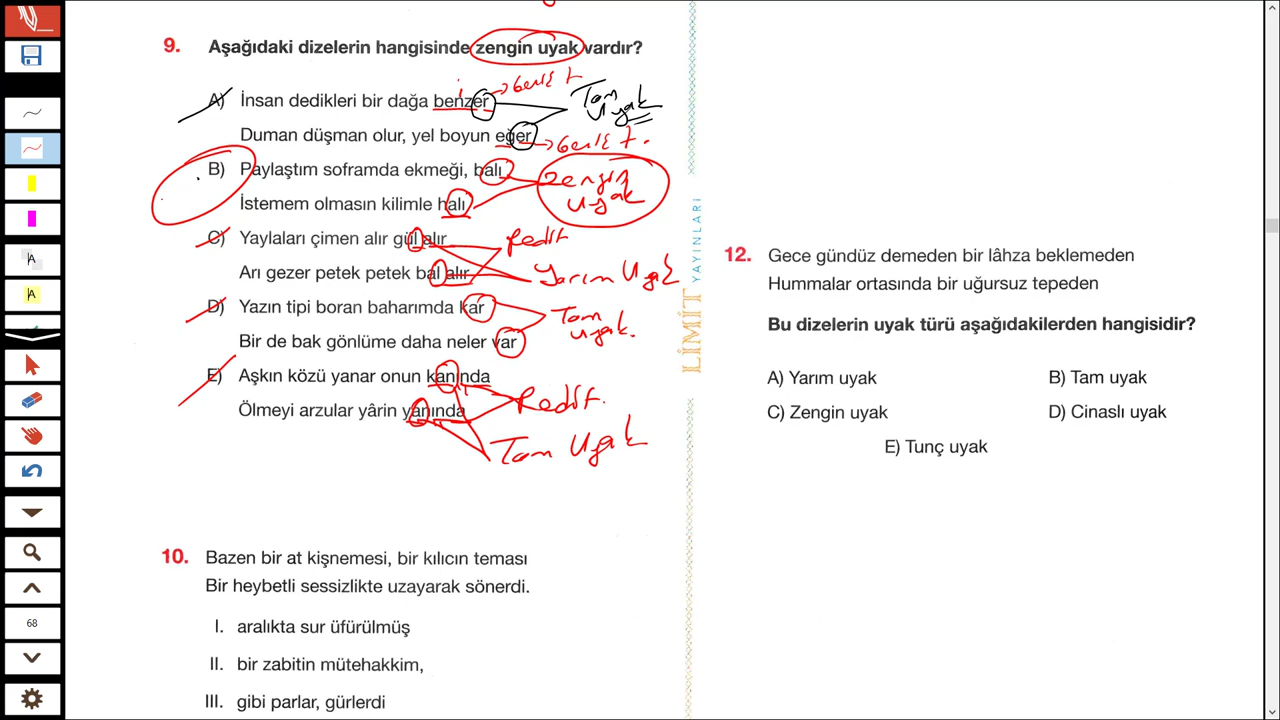 9. Aşağıdaki dizelerin hangisinde zengin uyak vardır?
A) İnsan dedikleri bir dağa benzer
i → Geniş t
Tam Uyak
Duman düşman olur, yel boyun eğer
→ Geniş t.
B) Paylaştım soframda ekmeği, balı
İstemem olmasın kilimle halı
Zengin uyak
C) Yaylaları çimen alır gül alır
Redif
Arı gezer petek petek bal alır
Yarım Uyak
D) Yazın tipi boran baharımda kar
Bir de bak gönlüme daha neler var
Tam uyak.
E) Aşkın közü yanar onun kanında
Ölmeyi arzular yârin yanında
Redif.
Tam Uyak
10. Bazen bir at kişnemesi, bir kılıcın teması
Bir heybetli sessizlikte uzayarak sönerdi.
I. aralıkta sur üfürülmüş
II. bir zabitin mütehakkim,
III. gibi parlar, gürlerdi
LİMİT YAYINLARI
12. Gece gündüz demeden bir lâhza beklemeden
Hummalar ortasında bir uğursuz tepeden
Bu dizelerin uyak türü aşağıdakilerden hangisidir?
A) Yarım uyak B) Tam uyak
C) Zengin uyak D) Cinaslı uyak
E) Tunç uyak
A
A
68